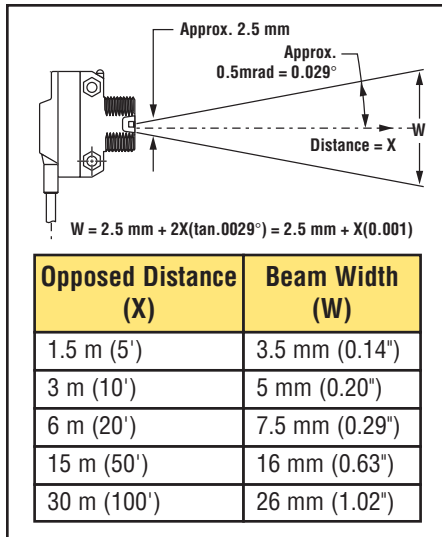 Approx. 2.5 mm
Approx.
0.5mrad = 0.029°
W
Distance = X
W = 2.5 mm + 2X(tan.0029°) = 2.5 mm + X(0.001)
Opposed Distance (X) Beam Width (W)
1.5 m (5') 3.5 mm (0.14")
3 m (10') 5 mm (0.20")
6 m (20') 7.5 mm (0.29")
15 m (50') 16 mm (0.63")
30 m (100') 26 mm (1.02")